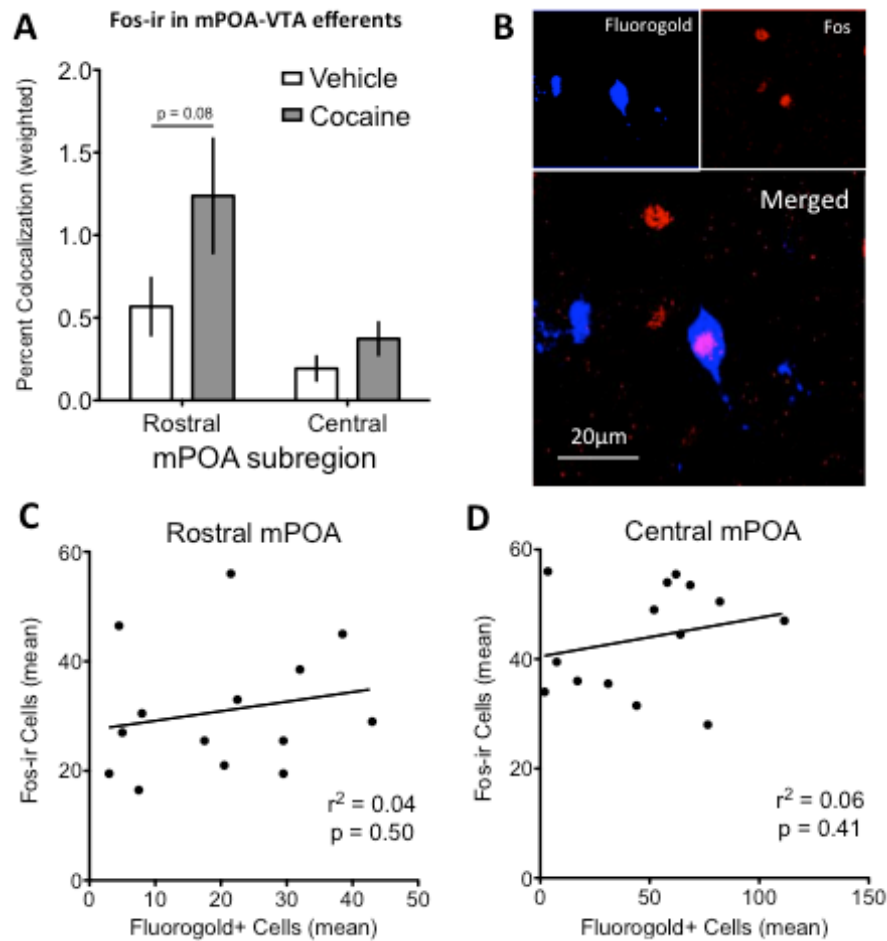 A
Fos-ir in mPOA-VTA efferents
Percent Colocalization (weighted)
2.0
1.5
1.0
0.5
0.0
Vehicle
Cocaine
p = 0.08
Rostral
Central
mPOA subregion
B
Fluorogold
Fos
Merged
20µm
C
Rostral mPOA
Fos-ir Cells (mean)
60
40
20
0
r² = 0.04
p = 0.50
0 10 20 30 40 50
Fluorogold+ Cells (mean)
D
Central mPOA
Fos-ir Cells (mean)
60
40
20
0
r² = 0.06
p = 0.41
0 50 100 150
Fluorogold+ Cells (mean)